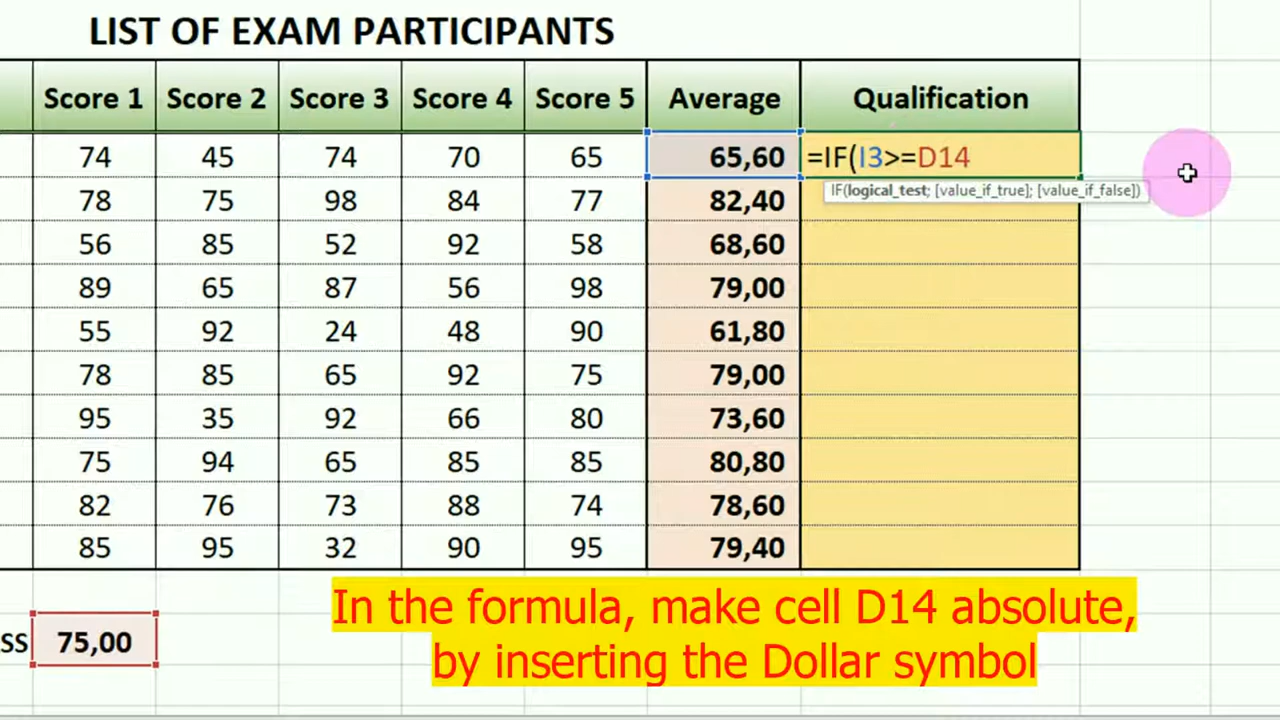 LIST OF EXAM PARTICIPANTS
Score 1 Score 2 Score 3 Score 4 Score 5 Average Qualification
74 45 74 70 65 65,60 =IF(I3>=D14
IF(logical_test; [value_if_true]; [value_if_false])
78 75 98 84 77 82,40
56 85 52 92 58 68,60
89 65 87 56 98 79,00
55 92 24 48 90 61,80
78 85 65 92 75 79,00
95 35 92 66 80 73,60
75 94 65 85 85 80,80
82 76 73 88 74 78,60
85 95 32 90 95 79,40
In the formula, make cell D14 absolute,
SS 75,00
by inserting the Dollar symbol